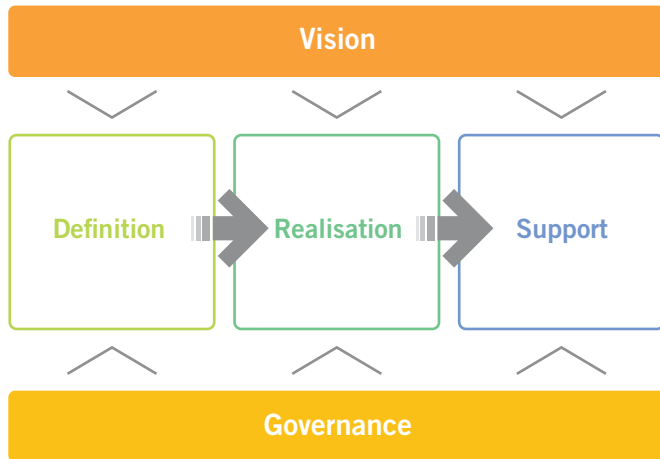 Vision
Definition
Realisation
Support
Governance